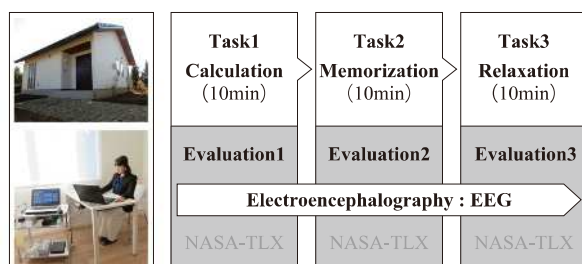 Task1
Calculation
(10min)
Task2
Memorization
(10min)
Task3
Relaxation
(10min)
Evaluation1
Evaluation2
Evaluation3
Electroencephalography : EEG
NASA-TLX
NASA-TLX
NASA-TLX